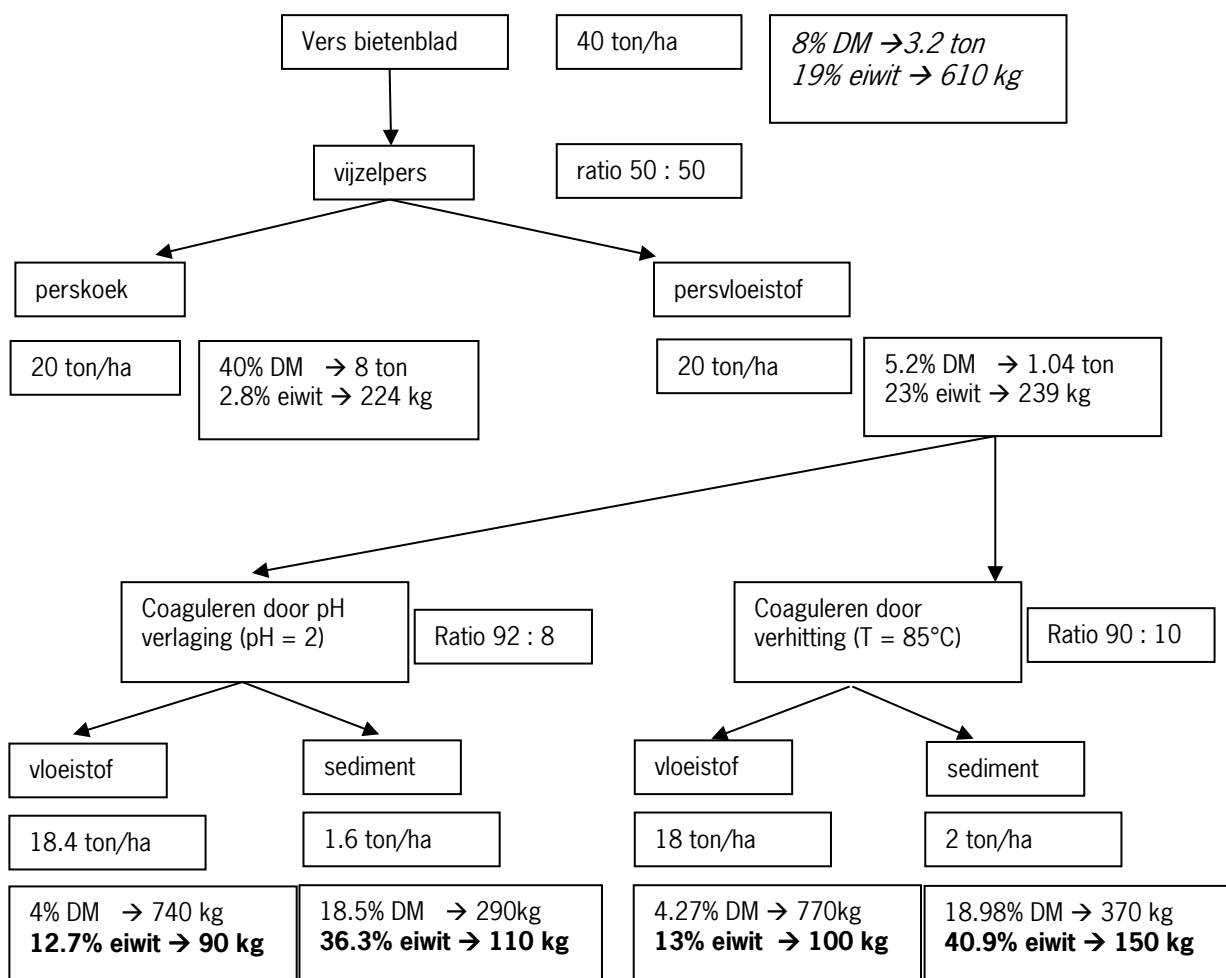 Vers bietenblad
40 ton/ha
8% DM → 3.2 ton
19% eiwit → 610 kg
vijzelpers
ratio 50 : 50
perskoek
persvloeistof
20 ton/ha
40% DM → 8 ton
2.8% eiwit → 224 kg
20 ton/ha
5.2% DM → 1.04 ton
23% eiwit → 239 kg
Coaguleren door pH
verlaging (pH = 2)
Ratio 92 : 8
Coaguleren door
verhitting (T = 85°C)
Ratio 90 : 10
vloeistof
sediment
vloeistof
sediment
18.4 ton/ha
1.6 ton/ha
18 ton/ha
2 ton/ha
4% DM → 740 kg
12.7% eiwit → 90 kg
18.5% DM → 290kg
36.3% eiwit → 110 kg
4.27% DM → 770kg
13% eiwit → 100 kg
18.98% DM → 370 kg
40.9% eiwit → 150 kg